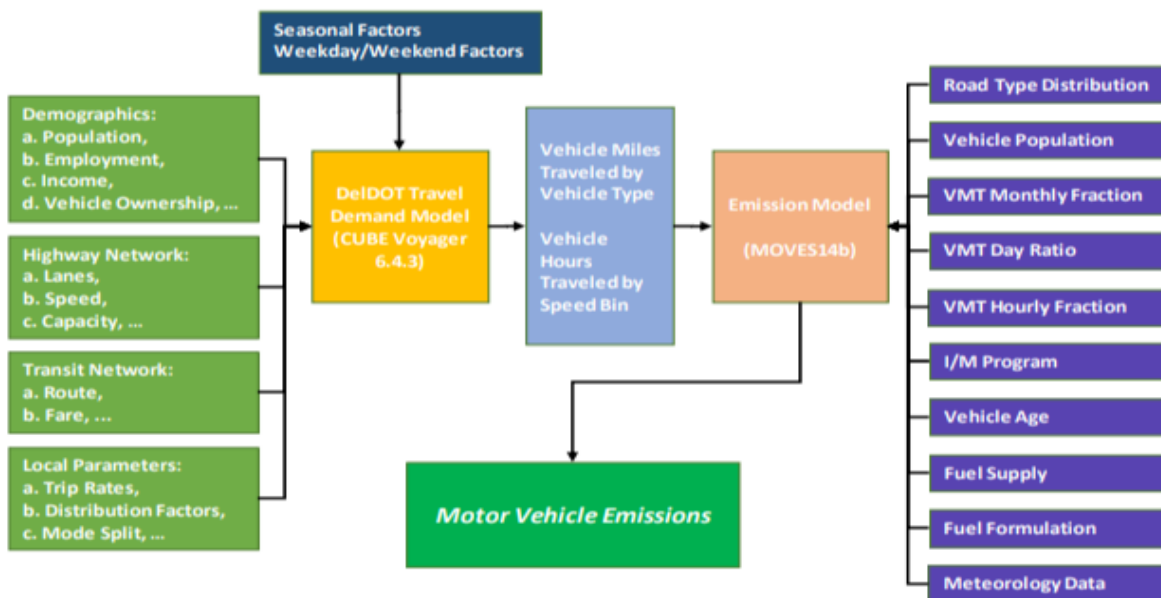 Seasonal Factors
Weekday/Weekend Factors
Demographics:
a. Population,
b. Employment,
c. Income,
d. Vehicle Ownership, ...
Highway Network:
a. Lanes,
b. Speed,
c. Capacity, ...
Transit Network:
a. Route,
b. Fare, ...
Local Parameters:
a. Trip Rates,
b. Distribution Factors,
c. Mode Split, ...
DelDOT Travel
Demand Model
(CUBE Voyager
6.4.3)
Vehicle Miles
Traveled by
Vehicle Type
Vehicle
Hours
Traveled by
Speed Bin
Emission Model
(MOVES14b)
Motor Vehicle Emissions
Road Type Distribution
Vehicle Population
VMT Monthly Fraction
VMT Day Ratio
VMT Hourly Fraction
I/M Program
Vehicle Age
Fuel Supply
Fuel Formulation
Meteorology Data